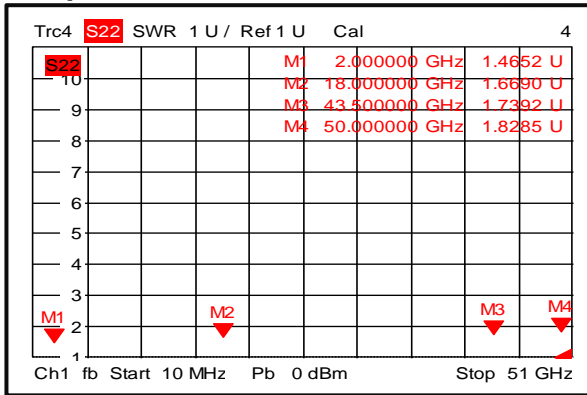 Trc4 S22 SWR 1 U / Ref 1 U Cal 4
S22
M1 2.000000 GHz 1.4652 U
M2 18.000000 GHz 1.6690 U
M3 43.500000 GHz 1.7392 U
M4 50.000000 GHz 1.8285 U
10
9
8
7
6
5
4
3
2
1
M1
M2
M3
M4
Ch1 fb Start 10 MHz Pb 0 dBm Stop 51 GHz